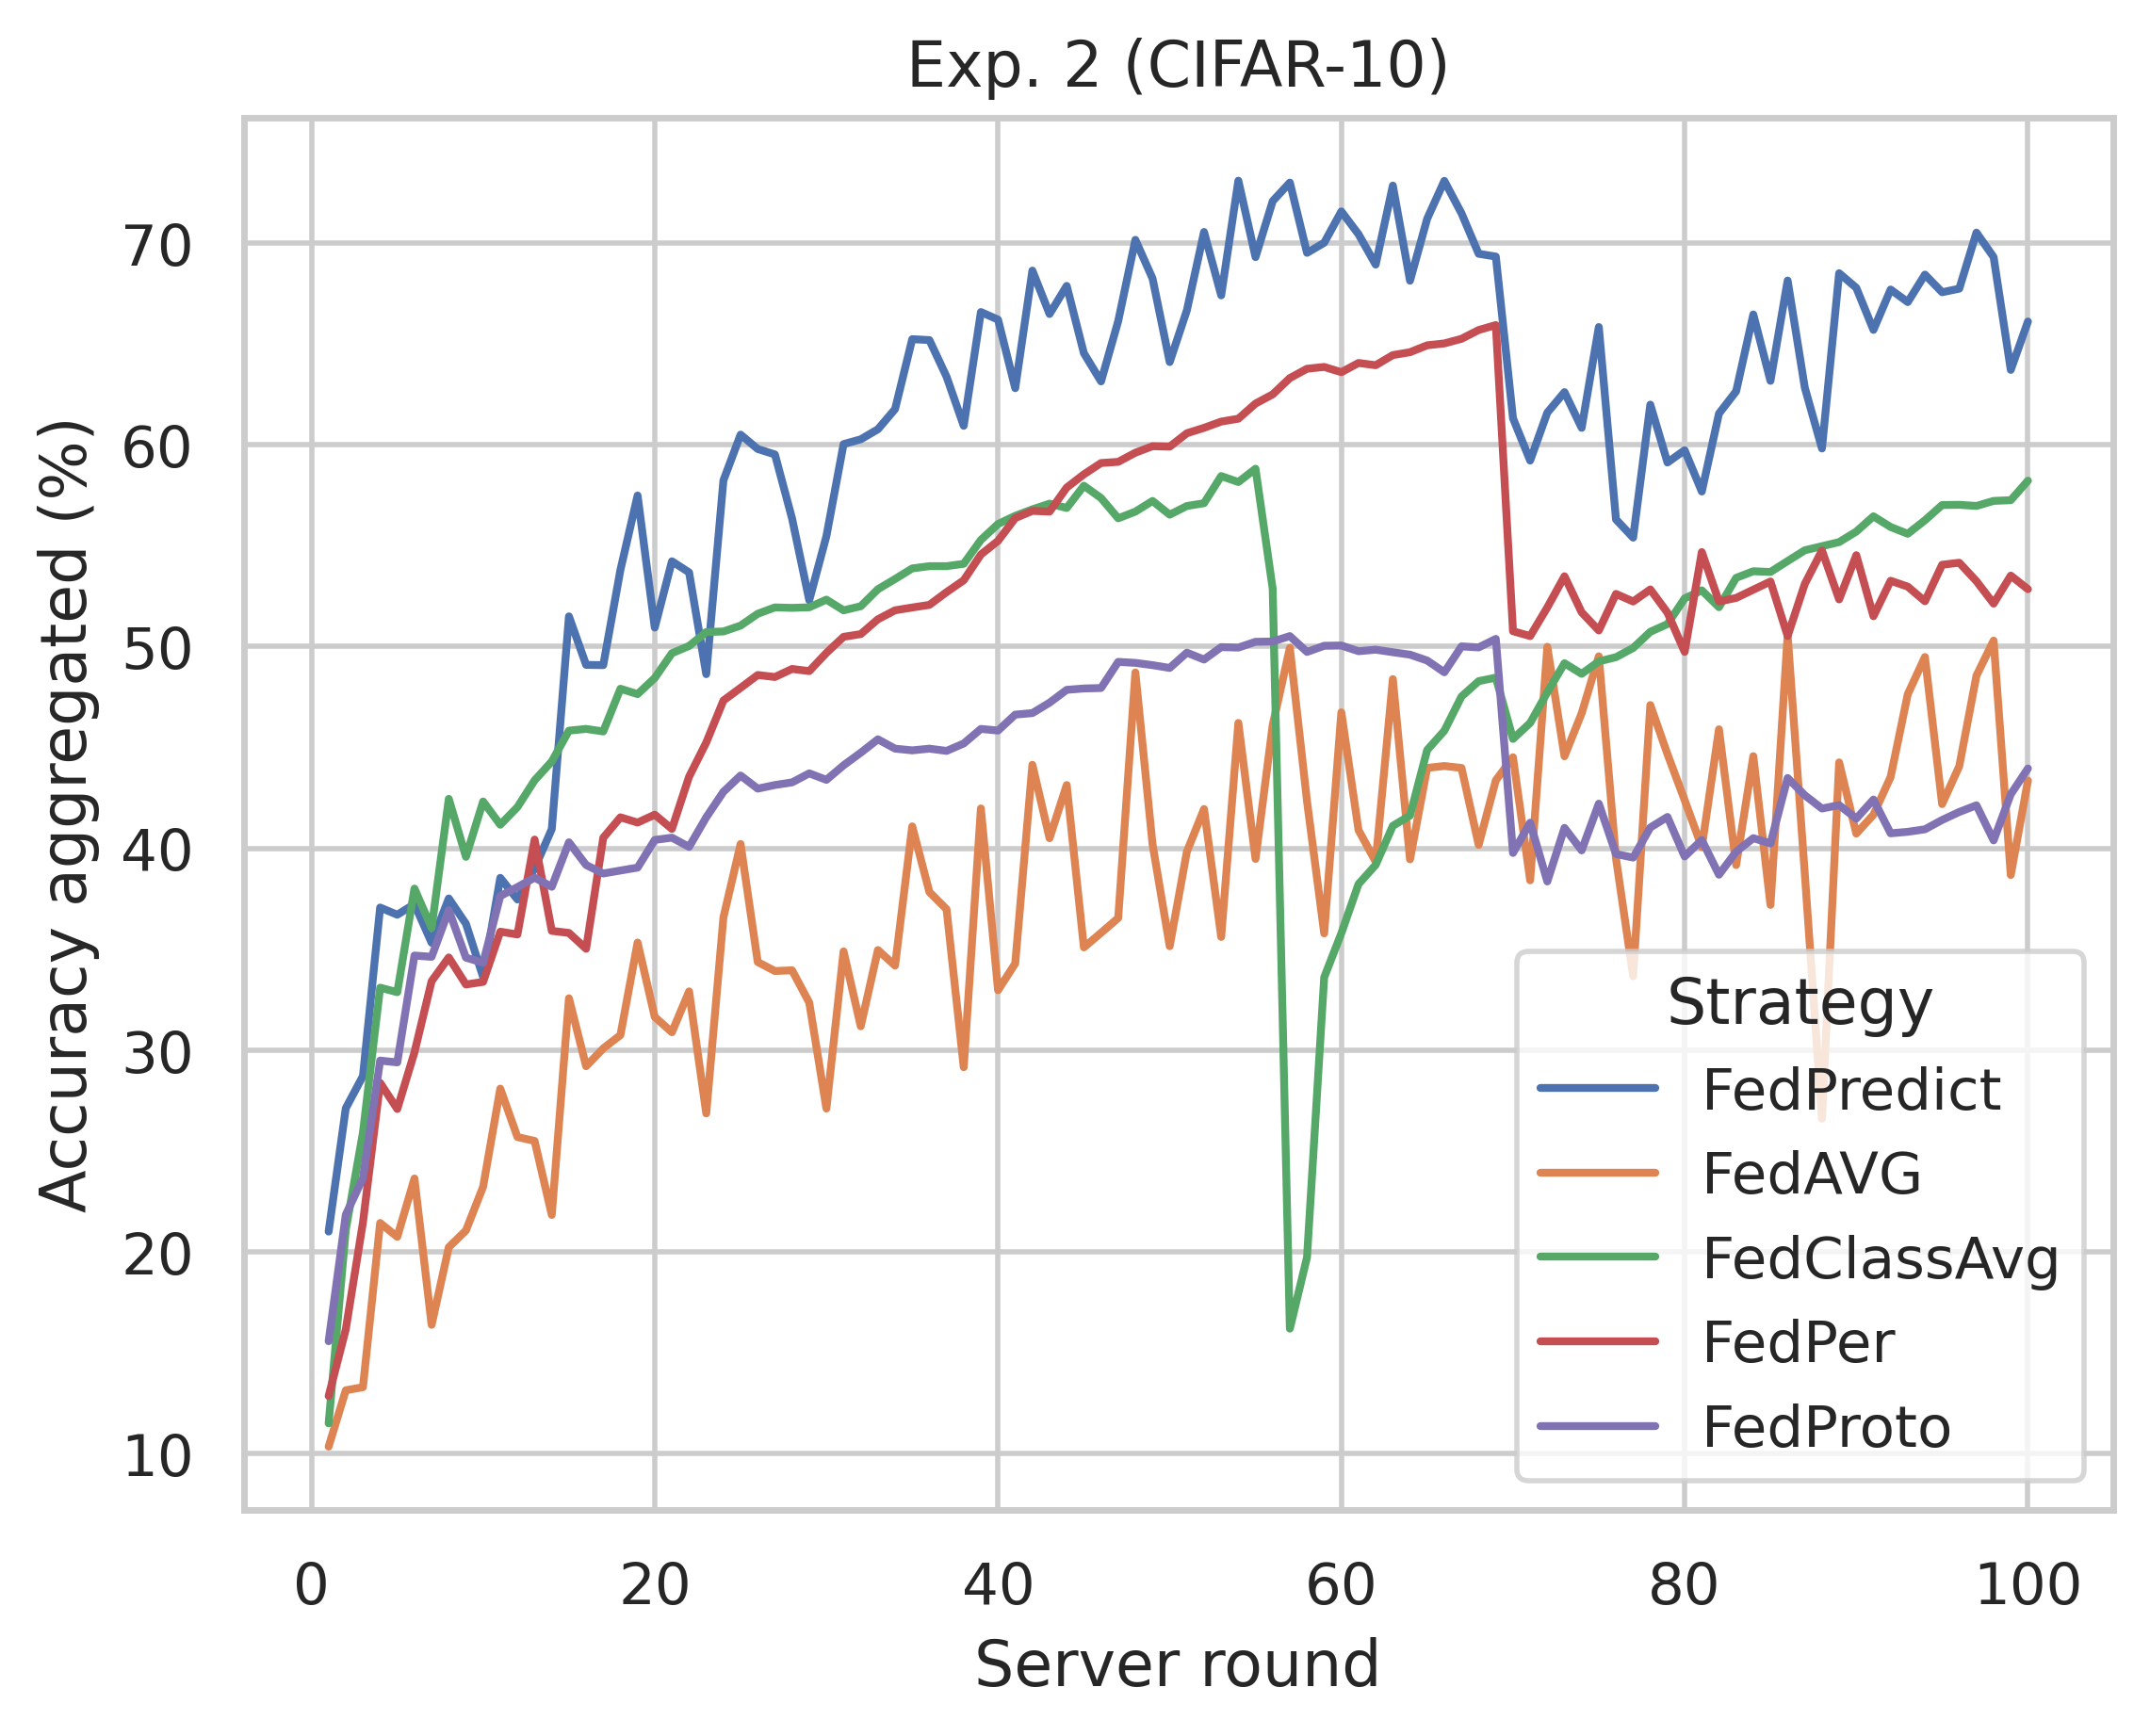 Exp. 2 (CIFAR-10)
Accuracy aggregated (%)
70
60
50
40
30
20
10
Strategy
FedPredict
FedAVG
FedClassAvg
FedPer
FedProto
0 20 40 60 80 100
Server round